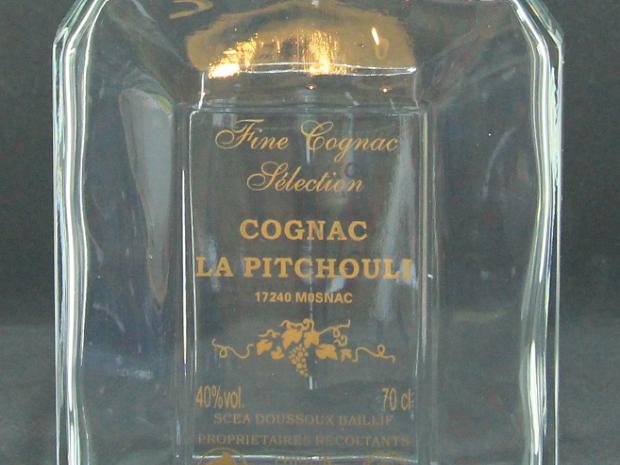 Fine Cognac
Sélection
COGNAC
LA PITCHOULI
17240 MOSNAC
40%vol. 70 cl
SCEA DOUSSOUX BAILLIF
PROPRIETAIRES RECOLTANTS